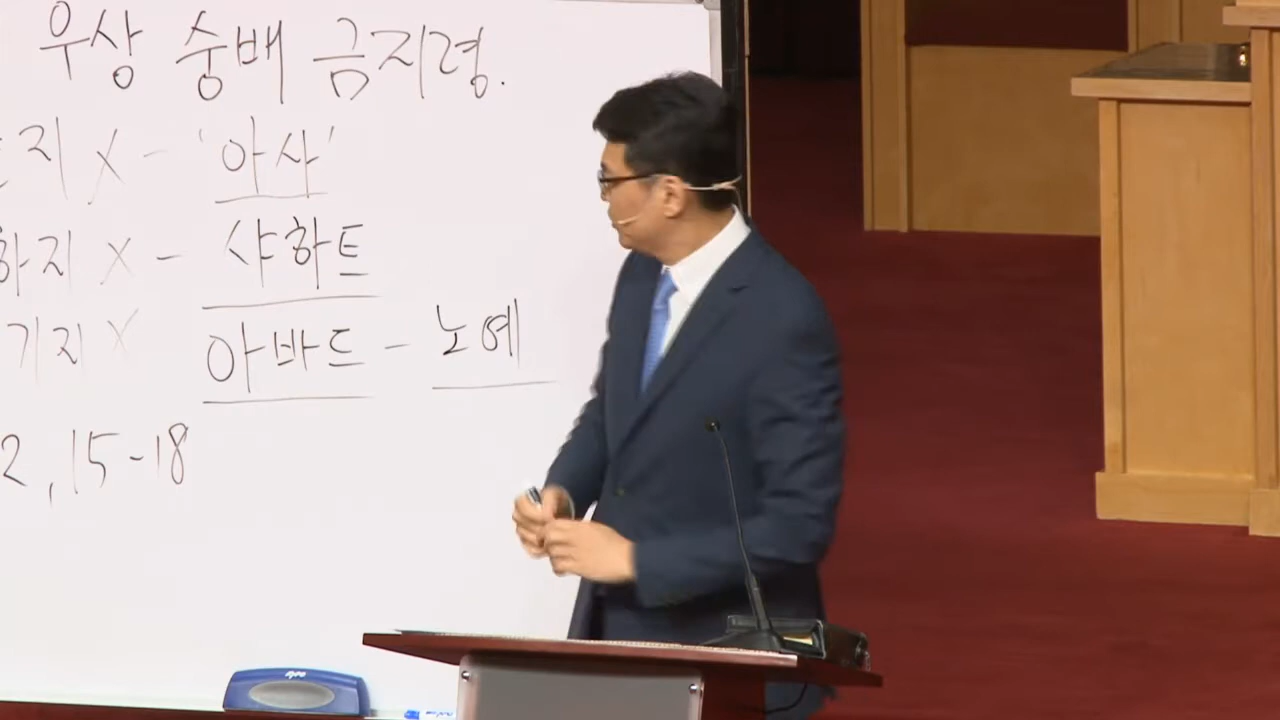 우상 숭배 금지령.
지 X - '아사'
하지 X - 샤하트
기지 X 아바드 - 노예
2, 15-18